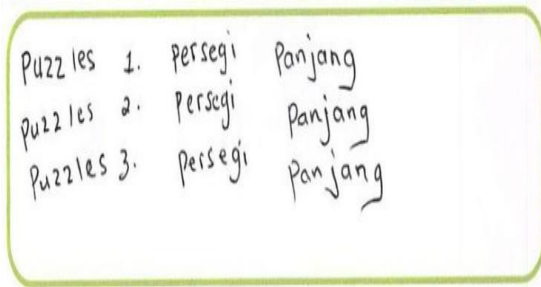 Puzzles 1. persegi Panjang
Puzzles 2. Persegi Panjang
Puzzles 3. persegi Panjang